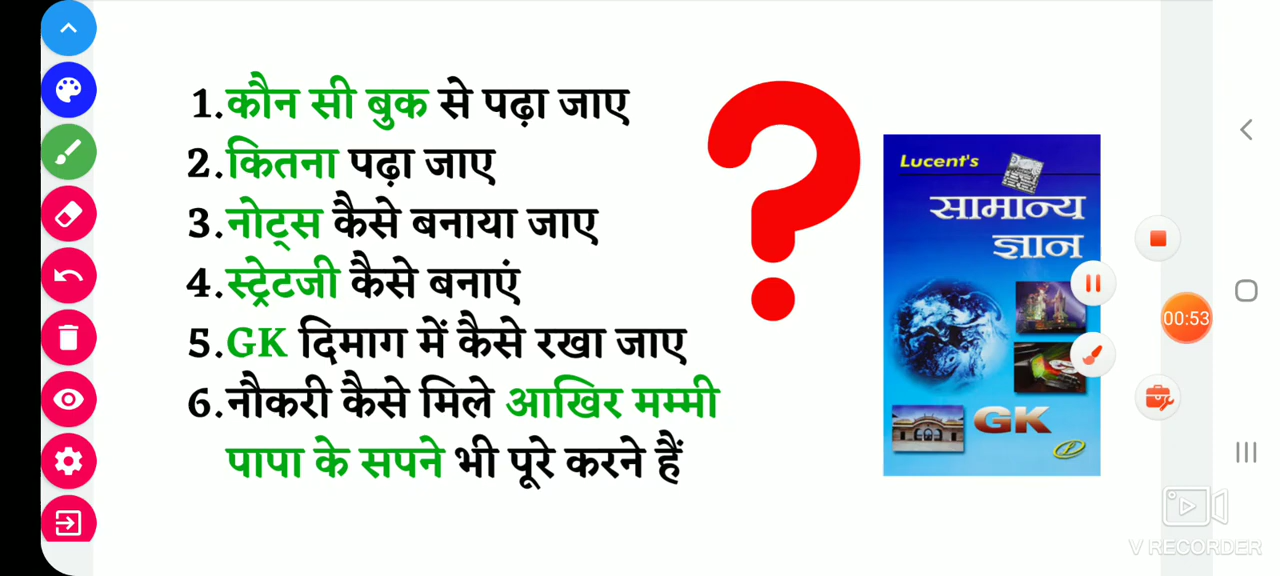 1.कौन सी बुक से पढ़ा जाए
2.कितना पढ़ा जाए
3.नोट्स कैसे बनाया जाए
4.स्ट्रेटजी कैसे बनाएं
5.GK दिमाग में कैसे रखा जाए
6.नौकरी कैसे मिले आखिर मम्मी
पापा के सपने भी पूरे करने हैं
Lucent's
सामान्य
ज्ञान
GK
00:53
V RECORDER